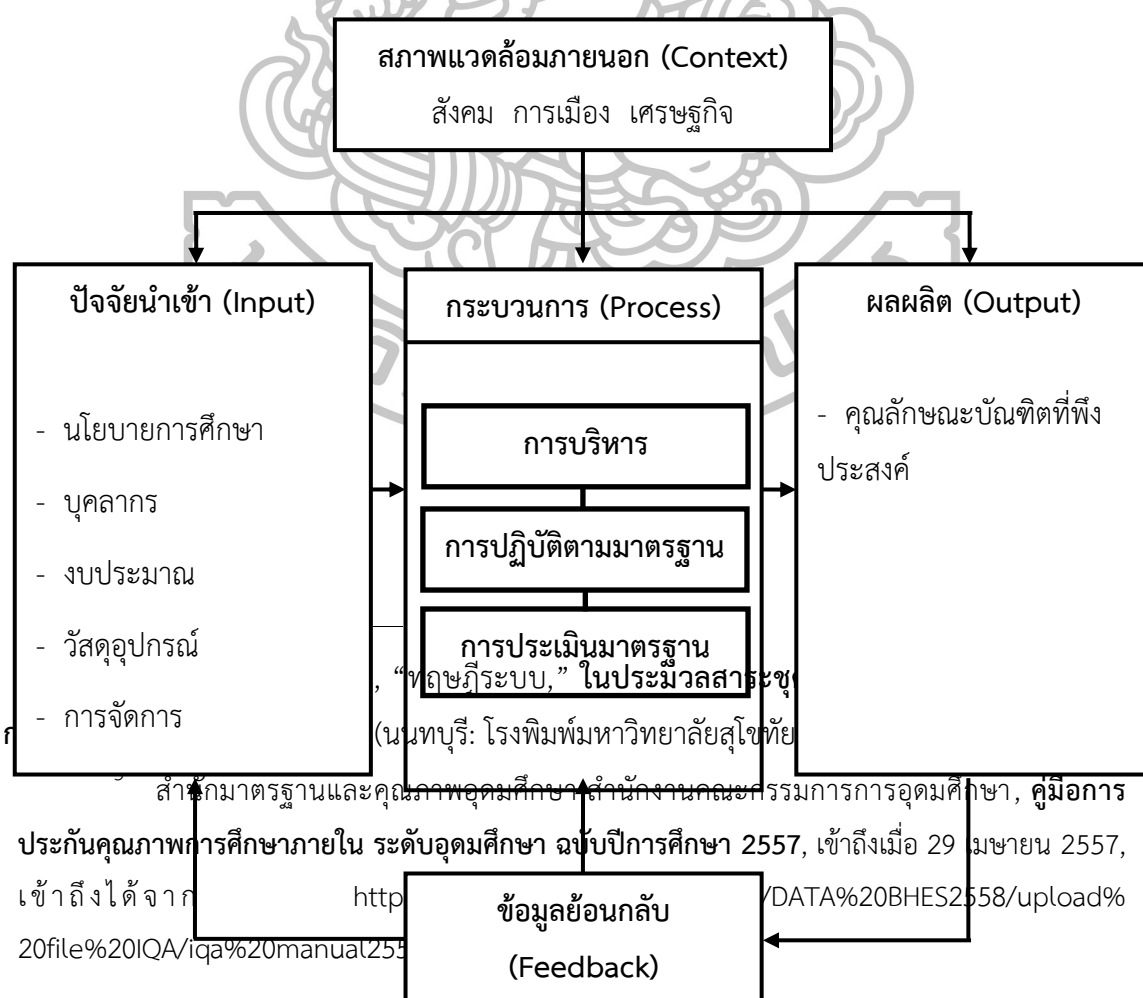 สภาพแวดล้อมภายนอก (Context)
สังคม การเมือง เศรษฐกิจ
ปัจจัยนำเข้า (Input)
- นโยบายการศึกษา
- บุคลากร
- งบประมาณ
- วัสดุอุปกรณ์
- การจัดการ
กระบวนการ (Process)
การบริหาร
การปฏิบัติตามมาตรฐาน
การประเมินมาตรฐาน
ผลผลิต (Output)
- คุณลักษณะบัณฑิตที่พึง
ประสงค์
, “ทฤษฎีระบบ,” ในประมวลสาระชุด
(นนทบุรี: โรงพิมพ์มหาวิทยาลัยสุโขทัย
สำนักมาตรฐานและคุณภาพอุดมศึกษา สำนักงานคณะกรรมการการอุดมศึกษา, คู่มือการ
ประกันคุณภาพการศึกษาภายใน ระดับอุดมศึกษา ฉบับปีการศึกษา 2557, เข้าถึงเมื่อ 29 เมษายน 2557,
เข้าถึงได้จาก http /DATA%20BHES2558/upload%
20file%20IQA/iqa%20manual255
ข้อมูลย้อนกลับ
(Feedback)